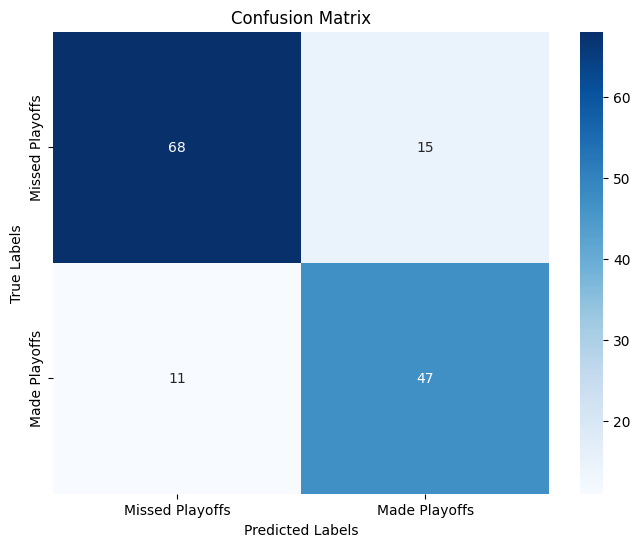 Confusion Matrix
True Labels
Missed Playoffs
68
15
Made Playoffs
11
47
Missed Playoffs
Made Playoffs
Predicted Labels
60
50
40
30
20